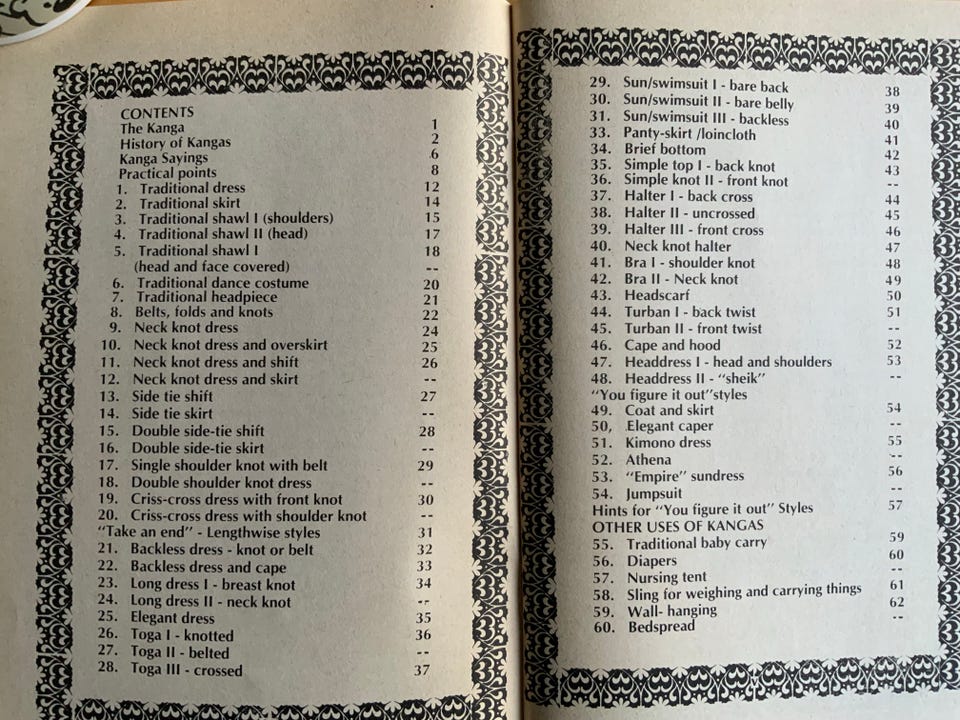 CONTENTS
The Kanga 1
History of Kangas 2
Kanga Sayings 6
Practical points 8
1. Traditional dress 12
2. Traditional skirt 14
3. Traditional shawl I (shoulders) 15
4. Traditional shawl II (head) 17
5. Traditional shawl I 18
(head and face covered) --
6. Traditional dance costume 20
7. Traditional headpiece 21
8. Belts, folds and knots 22
9. Neck knot dress 24
10. Neck knot dress and overskirt 25
11. Neck knot dress and shift 26
12. Neck knot dress and skirt --
13. Side tie shift 27
14. Side tie skirt --
15. Double side-tie shift 28
16. Double side-tie skirt --
17. Single shoulder knot with belt 29
18. Double shoulder knot dress --
19. Criss-cross dress with front knot 30
20. Criss-cross dress with shoulder knot --
"Take an end" - Lengthwise styles 31
21. Backless dress - knot or belt 32
22. Backless dress and cape 33
23. Long dress I - breast knot 34
24. Long dress II - neck knot --
25. Elegant dress 35
26. Toga I - knotted 36
27. Toga II - belted --
28. Toga III - crossed 37
29. Sun/swimsuit I - bare back 38
30. Sun/swimsuit II - bare belly 39
31. Sun/swimsuit III - backless 40
33. Panty-skirt /loincloth 41
34. Brief bottom 42
35. Simple top I - back knot 43
36. Simple knot II - front knot --
37. Halter I - back cross 44
38. Halter II - uncrossed 45
39. Halter III - front cross 46
40. Neck knot halter 47
41. Bra I - shoulder knot 48
42. Bra II - Neck knot 49
43. Headscarf 50
44. Turban I - back twist 51
45. Turban II - front twist --
46. Cape and hood 52
47. Headdress I - head and shoulders 53
48. Headdress II - "sheik" --
"You figure it out"styles
49. Coat and skirt 54
50, Elegant caper --
51. Kimono dress 55
52. Athena --
53. "Empire" sundress 56
54. Jumpsuit --
Hints for "You figure it out" Styles 57
OTHER USES OF KANGAS
55. Traditional baby carry 59
56. Diapers 60
57. Nursing tent --
58. Sling for weighing and carrying things 61
59. Wall- hanging 62
60. Bedspread --